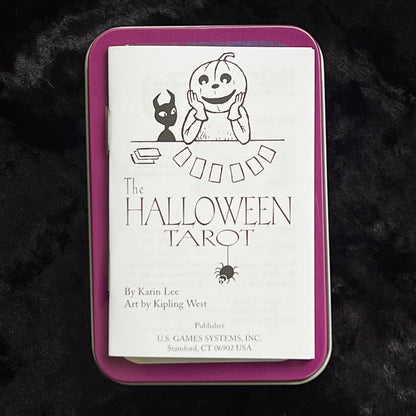 The
HALLOWEEN
TAROT
By Karin Lee
Art by Kipling West
Publisher
U.S. GAMES SYSTEMS, INC.
Stamford, CT 06902 USA